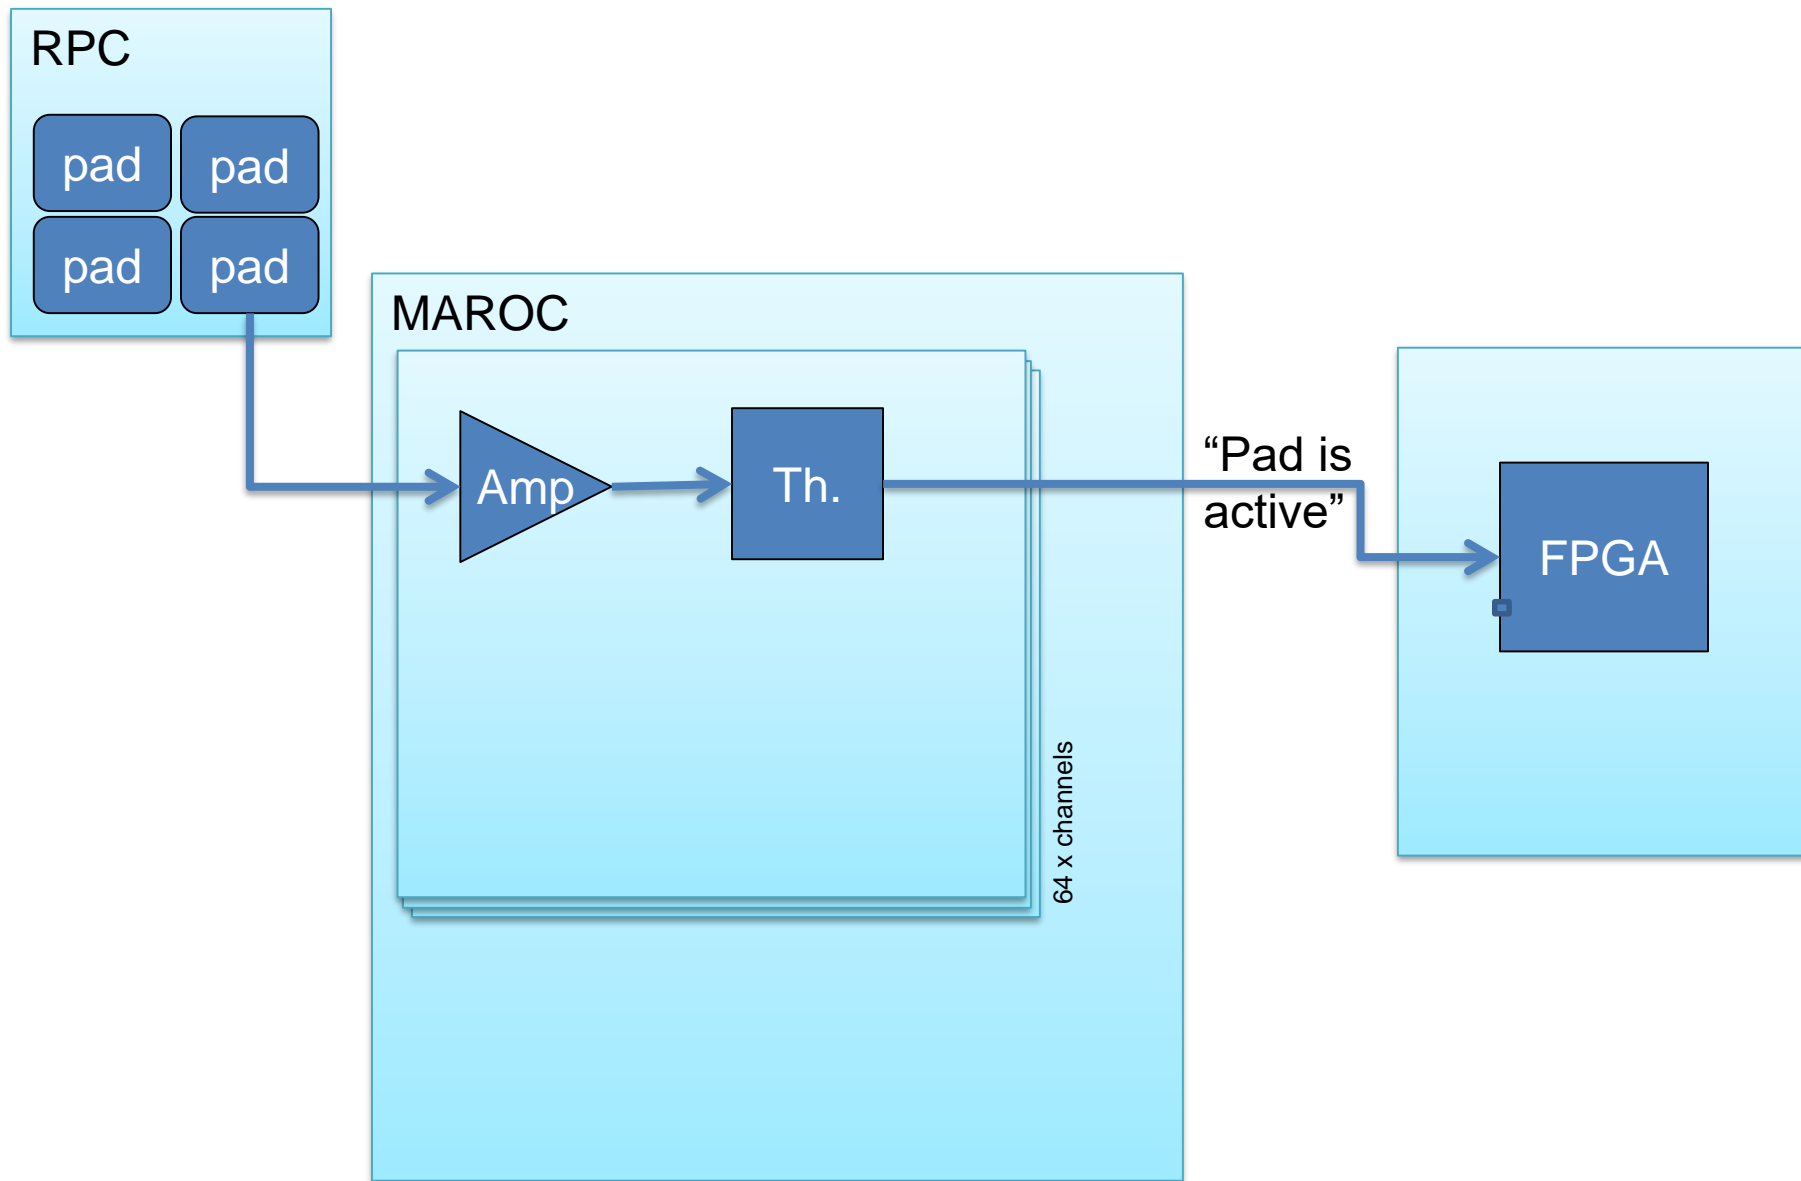 RPC
pad
pad
pad
pad
MAROC
Amp
Th.
“Pad is
active”
FPGA
64 x channels